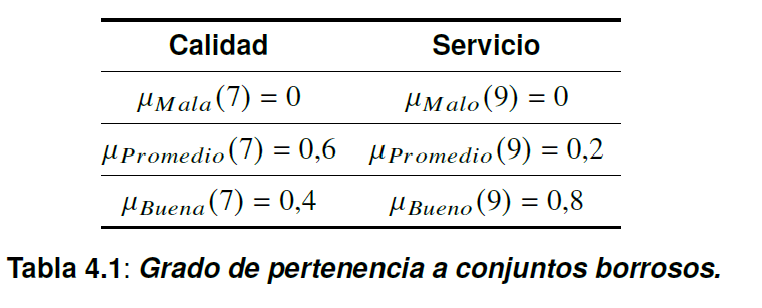 Calidad Servicio
μMala(7) = 0 μMalo(9) = 0
μPromedio(7) = 0,6 μPromedio(9) = 0,2
μBuena(7) = 0,4 μBueno(9) = 0,8
Tabla 4.1: Grado de pertenencia a conjuntos borrosos.